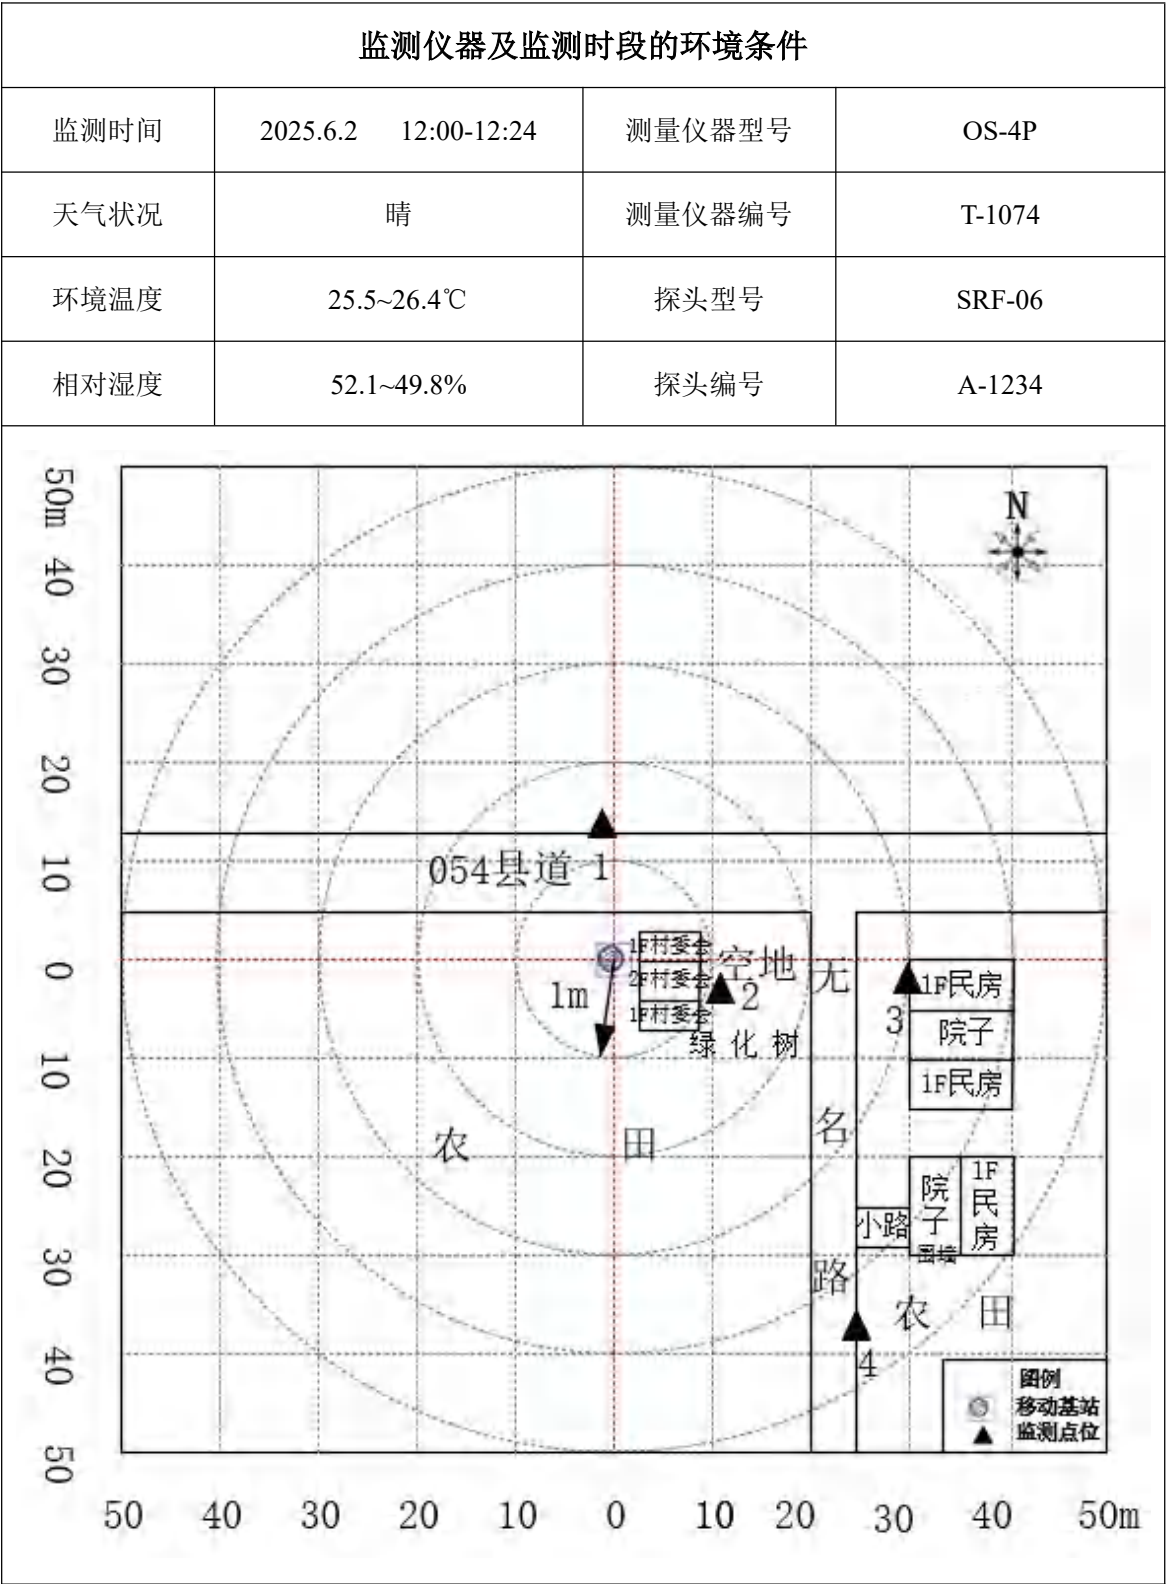 监测仪器及监测时段的环境条件
监测时间 2025.6.2 12:00-12:24 测量仪器型号 OS-4P
天气状况 晴 测量仪器编号 T-1074
环境温度 25.5~26.4℃ 探头型号 SRF-06
相对湿度 52.1~49.8% 探头编号 A-1234
50m
40
30
20
10
0
10
20
30
40
50
N
054县道 1
1F村委会
2F村委会
1F村委会
空地
2
绿化树
1m
农田
无名路
3
1F民房
院子
1F民房
院子
围墙
1F民房
小路
农田
4
图例
移动基站
监测点位
50 40 30 20 10 0 10 20 30 40 50m